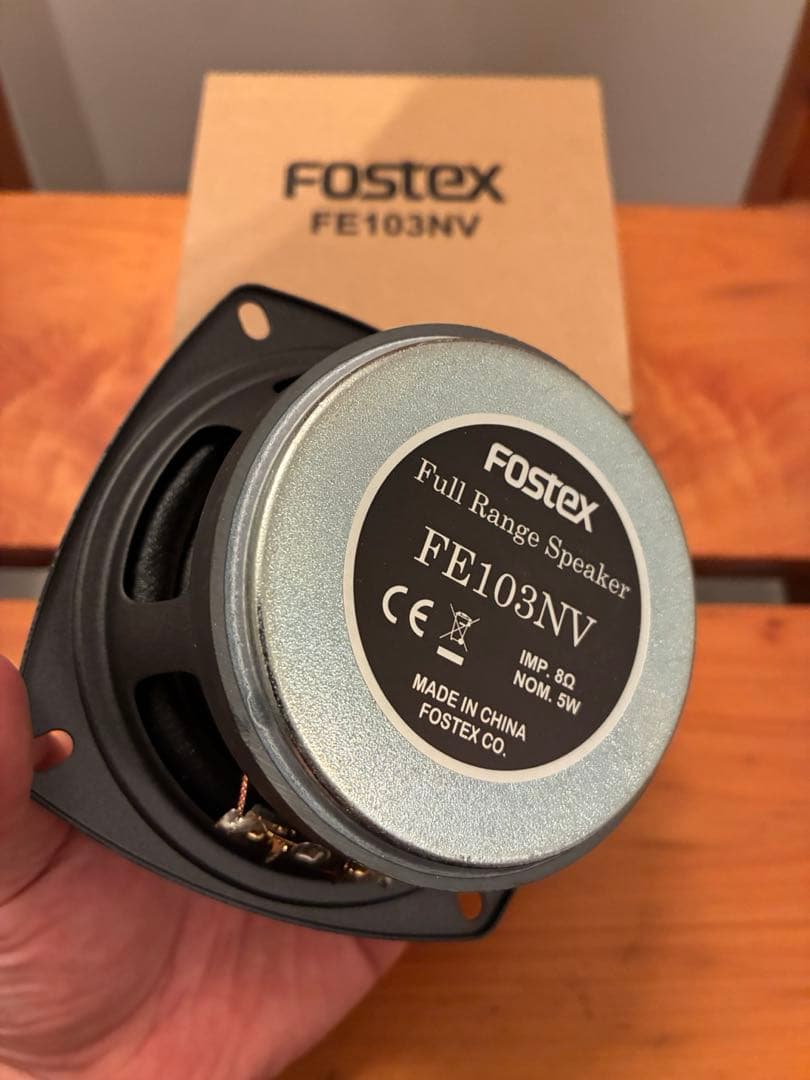 FOSTEX
FE103NV
FOSTEX
Full Range Speaker
FE103NV
CE
IMP. 8Ω
NOM. 5W
MADE IN CHINA
FOSTEX CO.